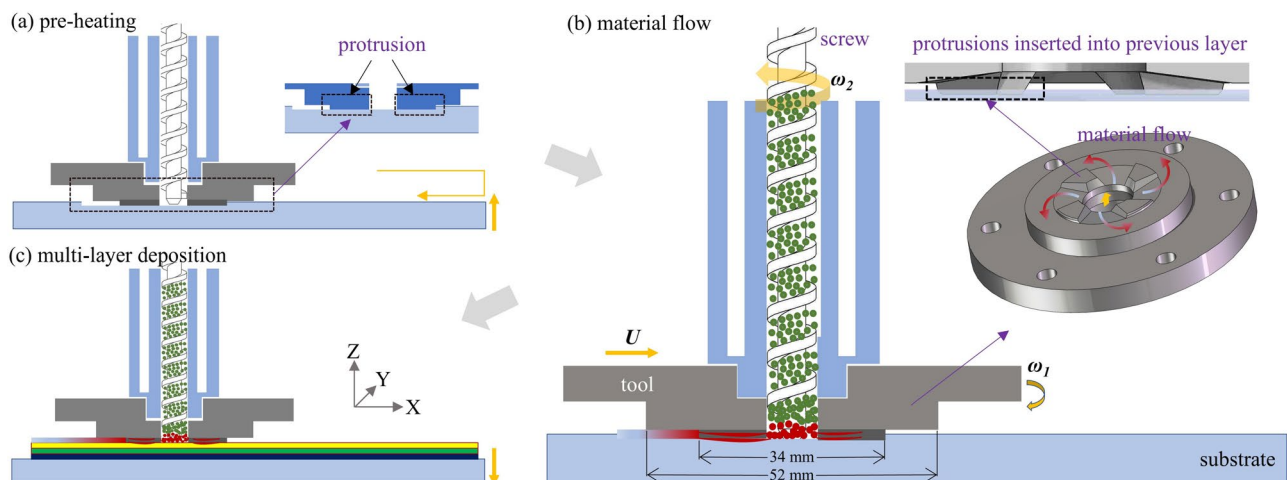 (a) pre-heating
protrusion
(b) material flow
screw
ω2
protrusions inserted into previous layer
material flow
U
tool
ω1
34 mm
52 mm
substrate
(c) multi-layer deposition
Z
Y
X